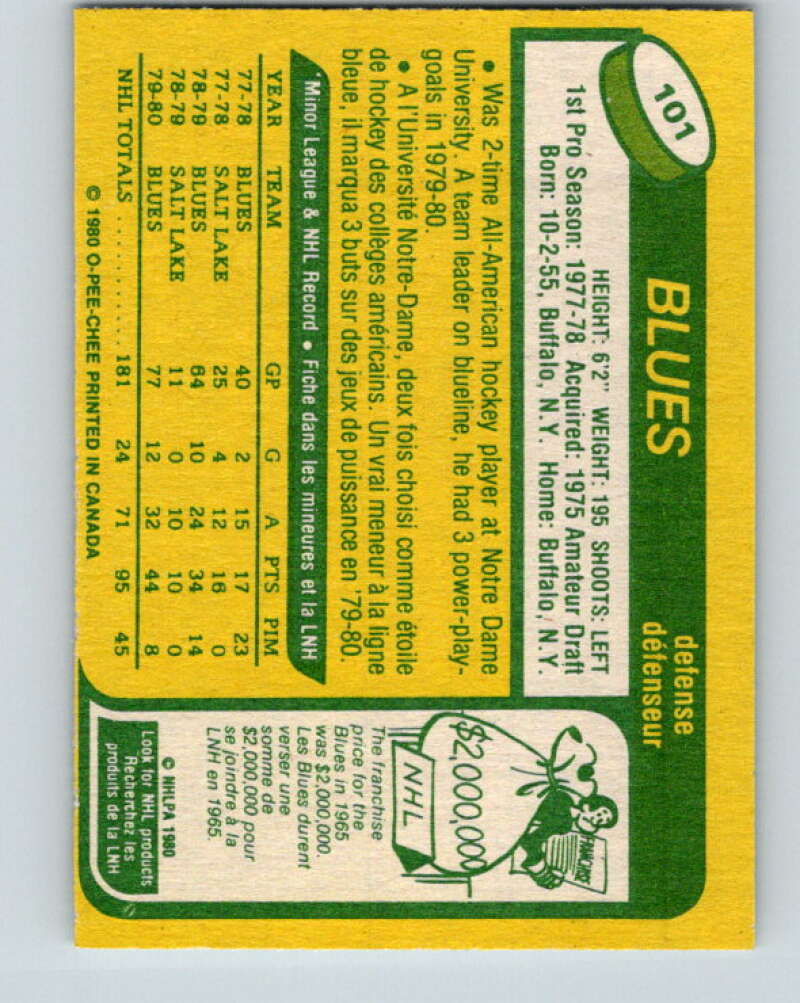 101
BLUES
defense
défenseur
HEIGHT: 6'2" WEIGHT: 195 SHOOTS: LEFT
1st Pro Season: 1977-78 Acquired: 1975 Amateur Draft
Born: 10-2-55, Buffalo, N.Y. Home: Buffalo, N.Y.
• Was 2-time All-American hockey player at Notre Dame
University. A team leader on blueline, he had 3 power-play-
goals in 1979-80.
• A l'Université Notre-Dame, deux fois choisi comme étoile
de hockey des collèges américains. Un vrai meneur à la ligne
bleue, il marqua 3 buts sur des jeux de puissance en '79-80.
*Minor League & NHL Record • Fiche dans les mineures et la LNH
YEAR TEAM GP G A PTS PIM
77-78 BLUES 40 2 15 17 23
77-78 SALT LAKE 25 4 12 16 0
78-79 BLUES 64 10 24 34 14
78-79 SALT LAKE 11 0 10 10 0
79-80 BLUES 77 12 32 44 8
NHL TOTALS .......... 181 24 71 95 45
© 1980 O-PEE-CHEE PRINTED IN CANADA
FRANCHISE
$2,000,000
NHL
The franchise
price for the
Blues in 1965
was $2,000,000.
Les Blues durent
verser une
somme de
$2,000,000 pour
se joindre à la
LNH en 1965.
© NHLPA 1980
Look for NHL products
Recherchez les
produits de la LNH